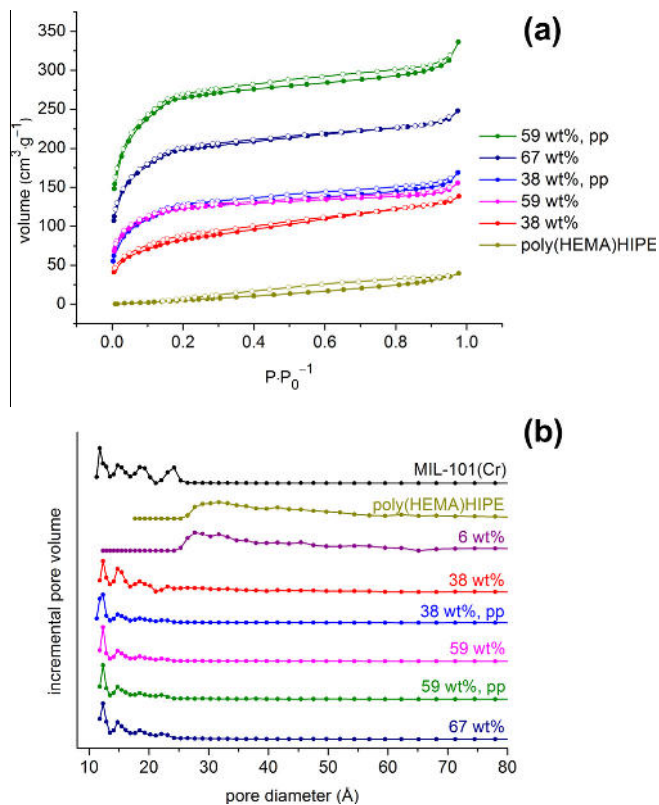 (a)
350
300
250
200
150
100
50
0
volume (cm³·g⁻¹)
0.0 0.2 0.4 0.6 0.8 1.0
P·P₀⁻¹
59 wt%, pp
67 wt%
38 wt%, pp
59 wt%
38 wt%
poly(HEMA)HIPE
(b)
MIL-101(Cr)
poly(HEMA)HIPE
6 wt%
38 wt%
38 wt%, pp
59 wt%
59 wt%, pp
67 wt%
incremental pore volume
10 20 30 40 50 60 70 80
pore diameter (Å)